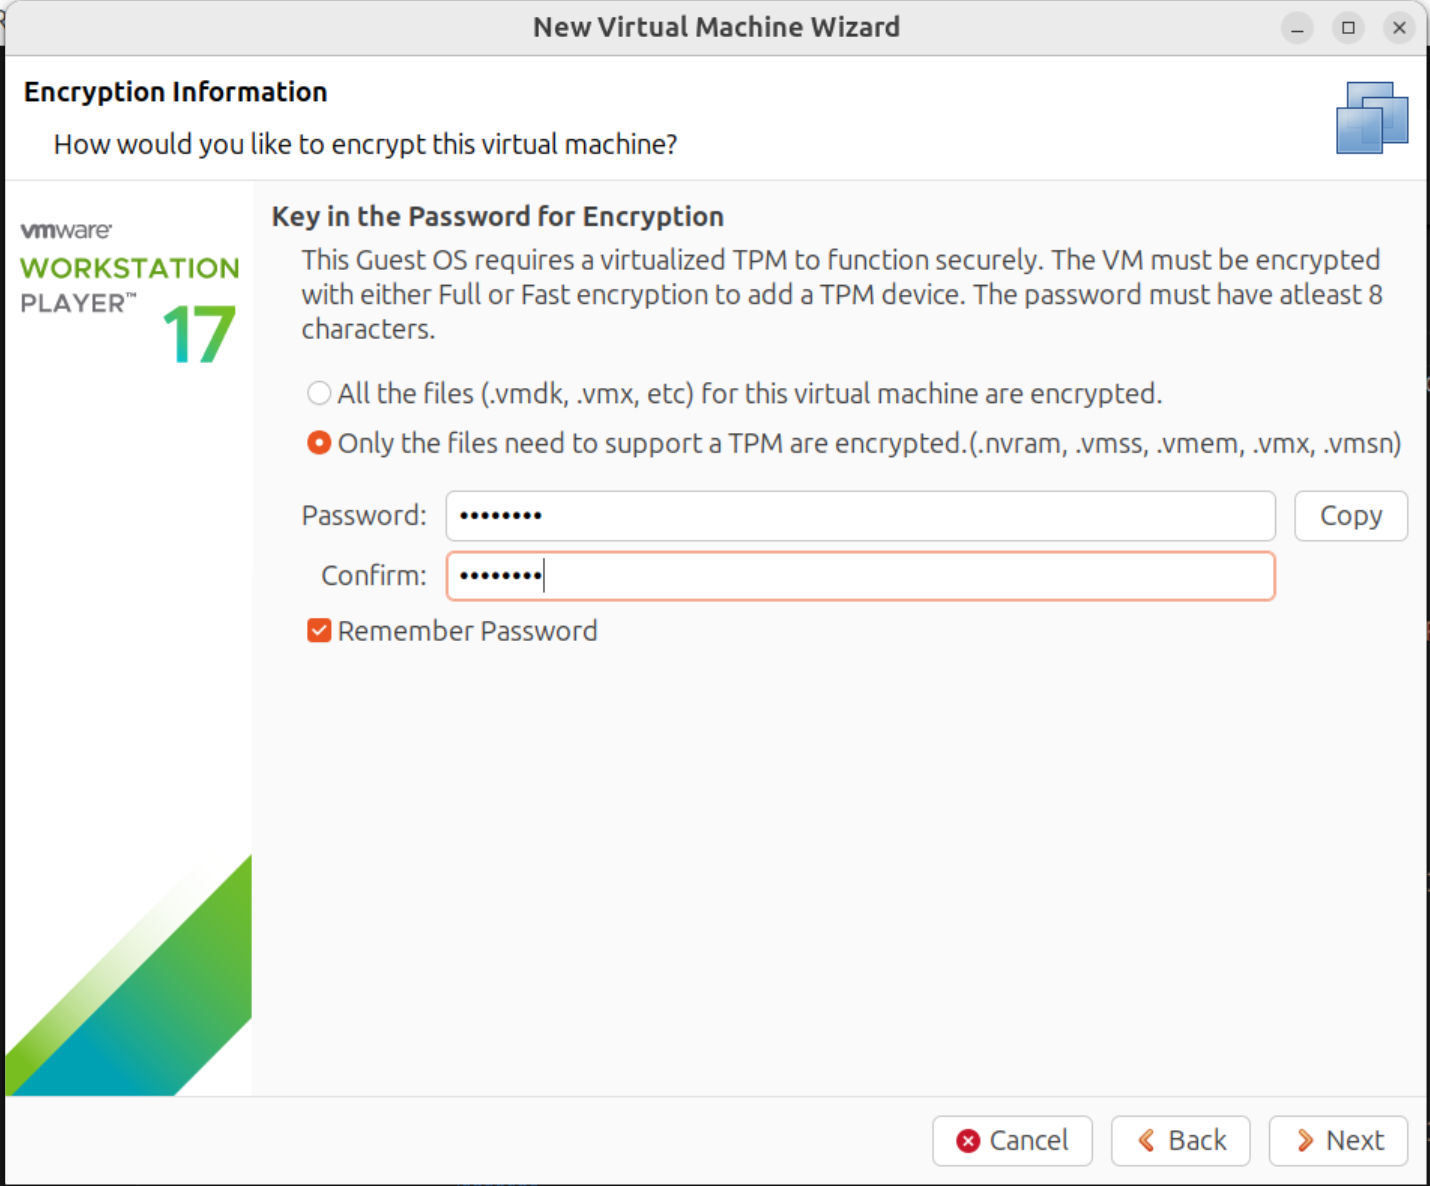 New Virtual Machine Wizard
Encryption Information
How would you like to encrypt this virtual machine?
vmware
WORKSTATION
PLAYER™
17
Key in the Password for Encryption
This Guest OS requires a virtualized TPM to function securely. The VM must be encrypted
with either Full or Fast encryption to add a TPM device. The password must have atleast 8
characters.
All the files (.vmdk, .vmx, etc) for this virtual machine are encrypted.
Only the files need to support a TPM are encrypted.(.nvram, .vmss, .vmem, .vmx, .vmsn)
Password: •••••••• Copy
Confirm: ••••••••
Remember Password
Cancel Back Next